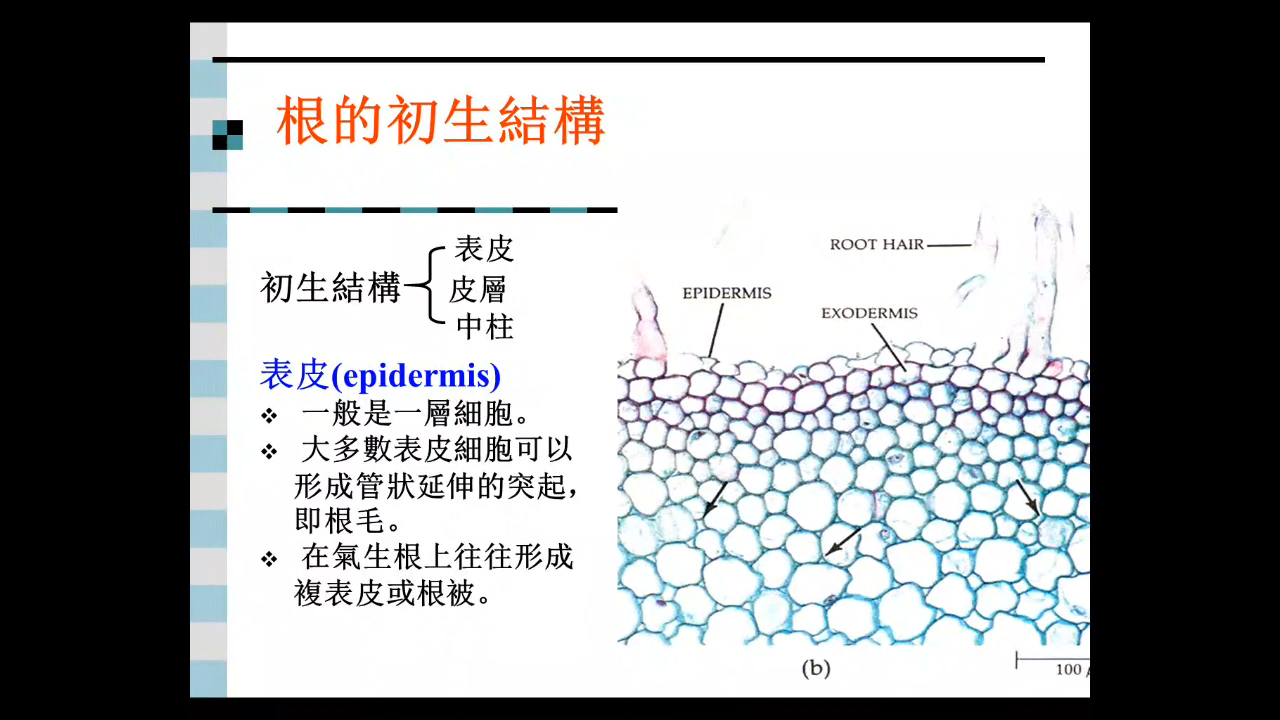 根的初生結構
初生結構
表皮
皮層
中柱
表皮(epidermis)
❖ 一般是一層細胞。
❖ 大多數表皮細胞可以
形成管狀延伸的突起，
即根毛。
❖ 在氣生根上往往形成
複表皮或根被。
ROOT HAIR
EPIDERMIS
EXODERMIS
(b)
100